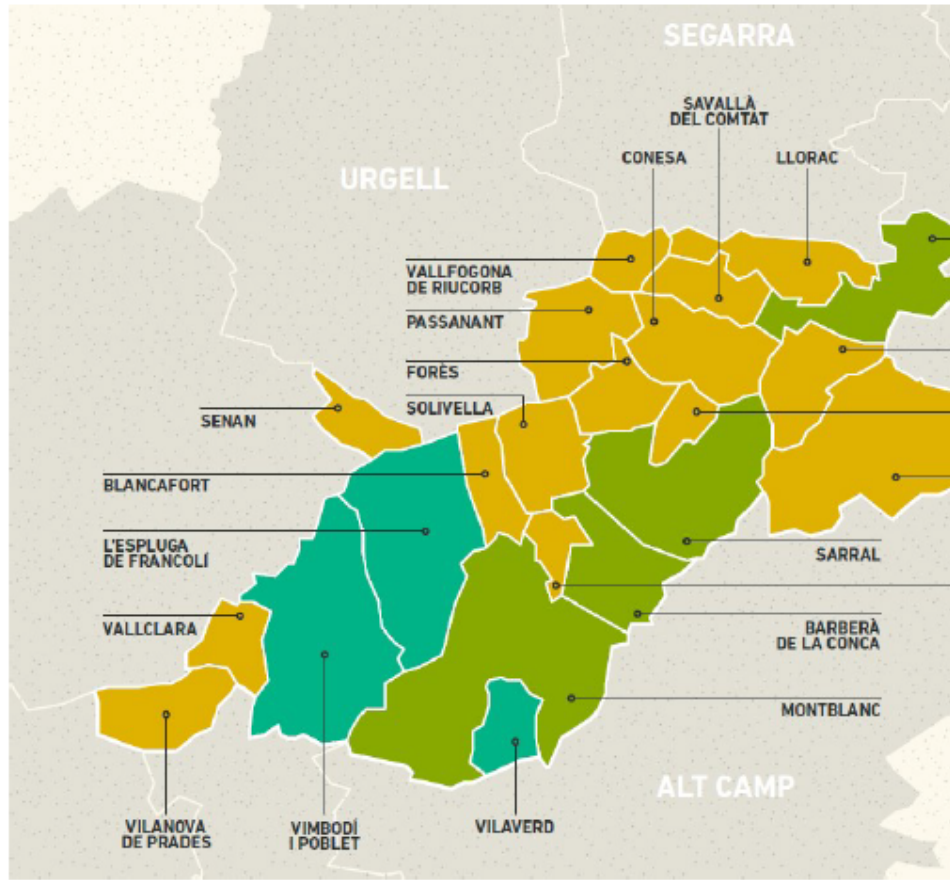 SEGARRA
SAVALLÀ
DEL COMTAT
CONESA
LLORAC
URGELL
VALLFOGONA
DE RIUCORB
PASSANANT
FORÈS
SOLIVELLA
SENAN
BLANCAFORT
L'ESPLUGA
DE FRANCOLÍ
SARRAL
VALLCLARA
BARBERÀ
DE LA CONCA
MONTBLANC
ALT CAMP
VILANOVA
DE PRADES
VIMBODÍ
I POBLET
VILAVERD